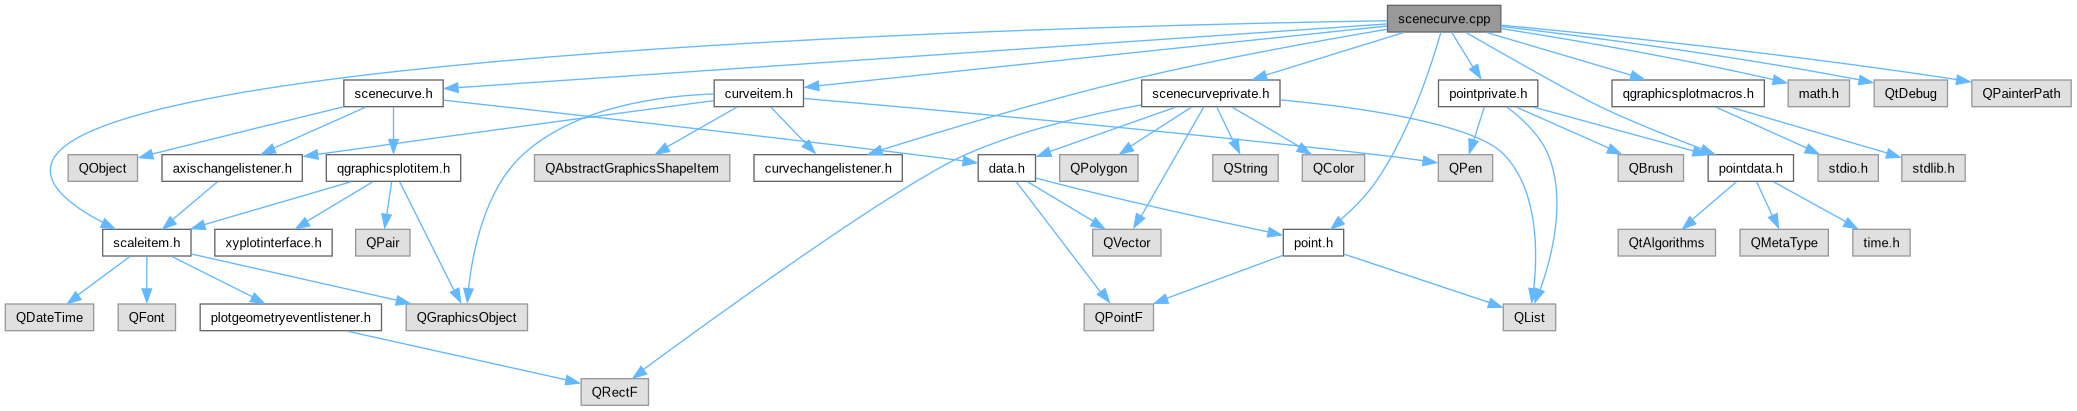 scenecurve.cpp
scenecurve.h
curveitem.h
scenecurveprivate.h
pointprivate.h
qgraphicsplotmacros.h
math.h
QtDebug
QPainterPath
QObject
axischangelistener.h
qgraphicsplotitem.h
QAbstractGraphicsShapeItem
curvechangelistener.h
data.h
QPolygon
QString
QColor
QPen
QBrush
pointdata.h
stdio.h
stdlib.h
scaleitem.h
xyplotinterface.h
QPair
QVector
point.h
QtAlgorithms
QMetaType
time.h
QDateTime
QFont
plotgeometryeventlistener.h
QGraphicsObject
QPointF
QList
QRectF